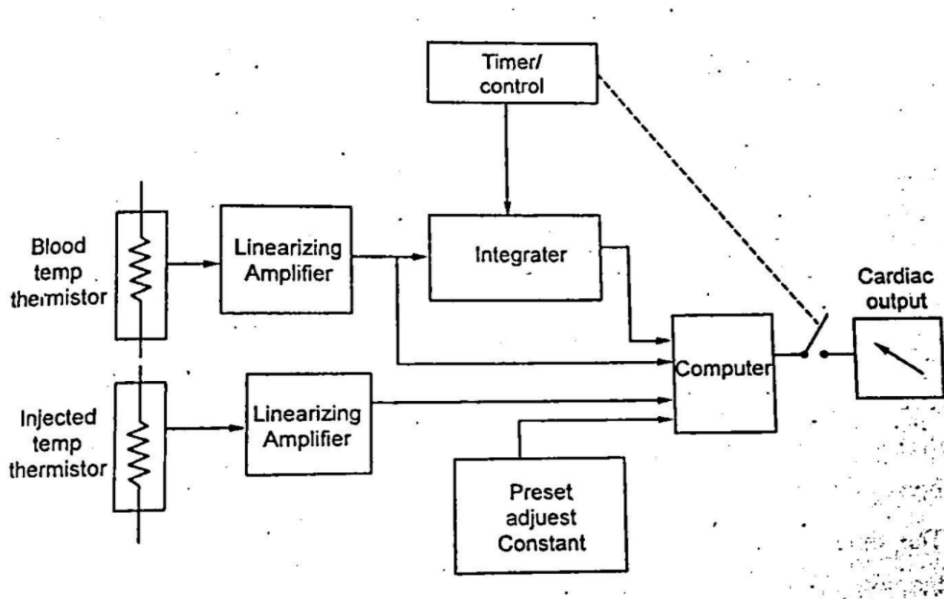 Timer/
control
Blood
temp
thermistor
Linearizing
Amplifier
Integrater
Cardiac
output
Computer
Injected
temp
thermistor
Linearizing
Amplifier
Preset
adjuest
Constant